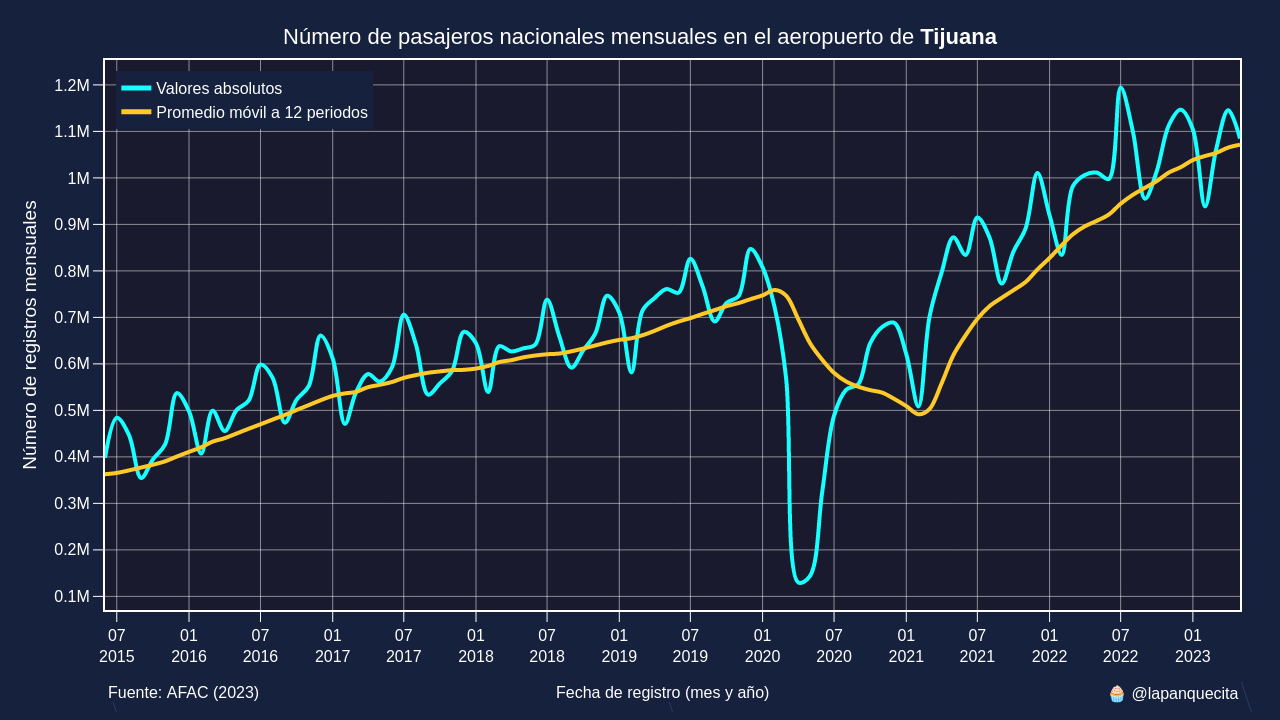 Número de pasajeros nacionales mensuales en el aeropuerto de Tijuana
Valores absolutos
Promedio móvil a 12 periodos
Número de registros mensuales
1.2M
1.1M
1M
0.9M
0.8M
0.7M
0.6M
0.5M
0.4M
0.3M
0.2M
0.1M
07 01 07 01 07 01 07 01 07 01 07 01 07 01 07 01
2015 2016 2016 2017 2017 2018 2018 2019 2019 2020 2020 2021 2021 2022 2022 2023
Fuente: AFAC (2023) Fecha de registro (mes y año) 🧁 @lapanquecita